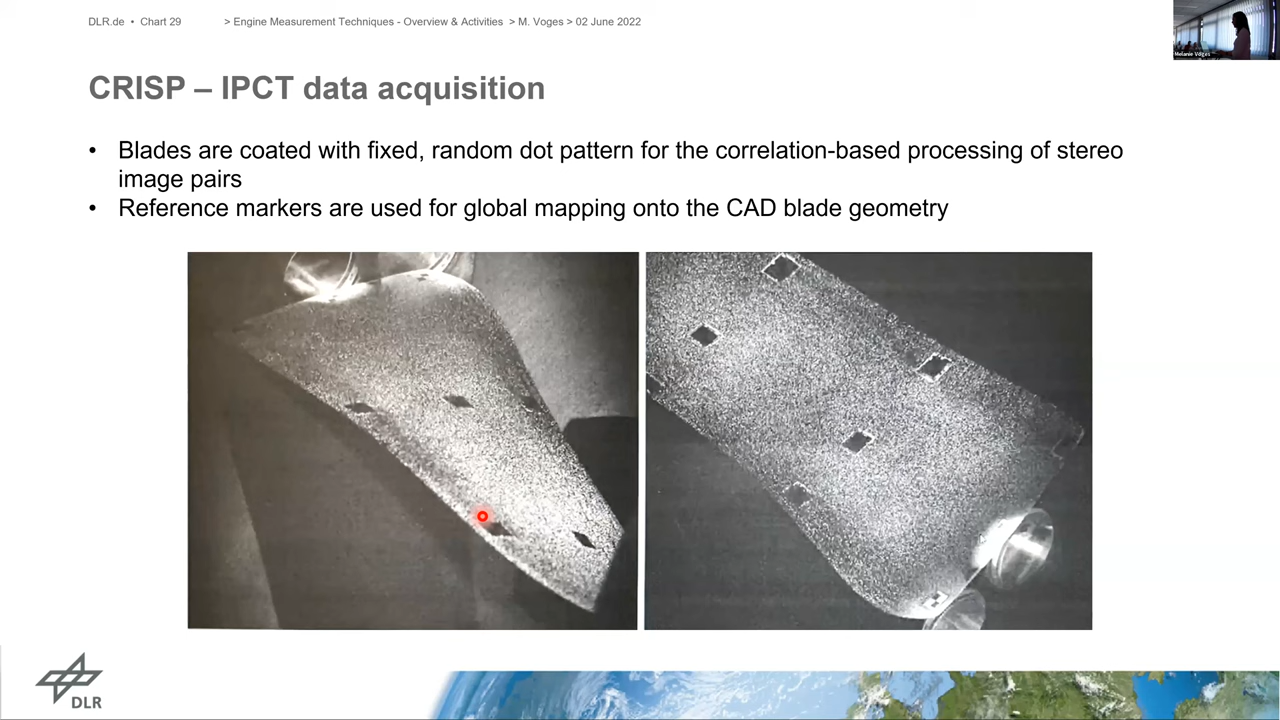 DLR.de • Chart 29 > Engine Measurement Techniques - Overview & Activities > M. Voges > 02 June 2022
Melanie Voges
CRISP – IPCT data acquisition
• Blades are coated with fixed, random dot pattern for the correlation-based processing of stereo
image pairs
• Reference markers are used for global mapping onto the CAD blade geometry
DLR